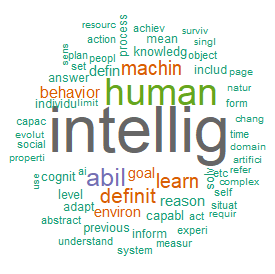 resourc
achiev
surviv
action
process
mean
singl
sens
plan
peopl
knowledg
object
set
defin
answer
machin
includ
page
behavior
human
natur
individu
limit
form
capac
intellig
chang
evolut
time
social
domain
properti
artifici
ai
abil
goal
solv
etc
refer
cognit
learn
complex
use
level
definit
reason
self
adapt
environ
situat
abstract
capabl
act
requir
previous
inform
experi
understand
measur
system